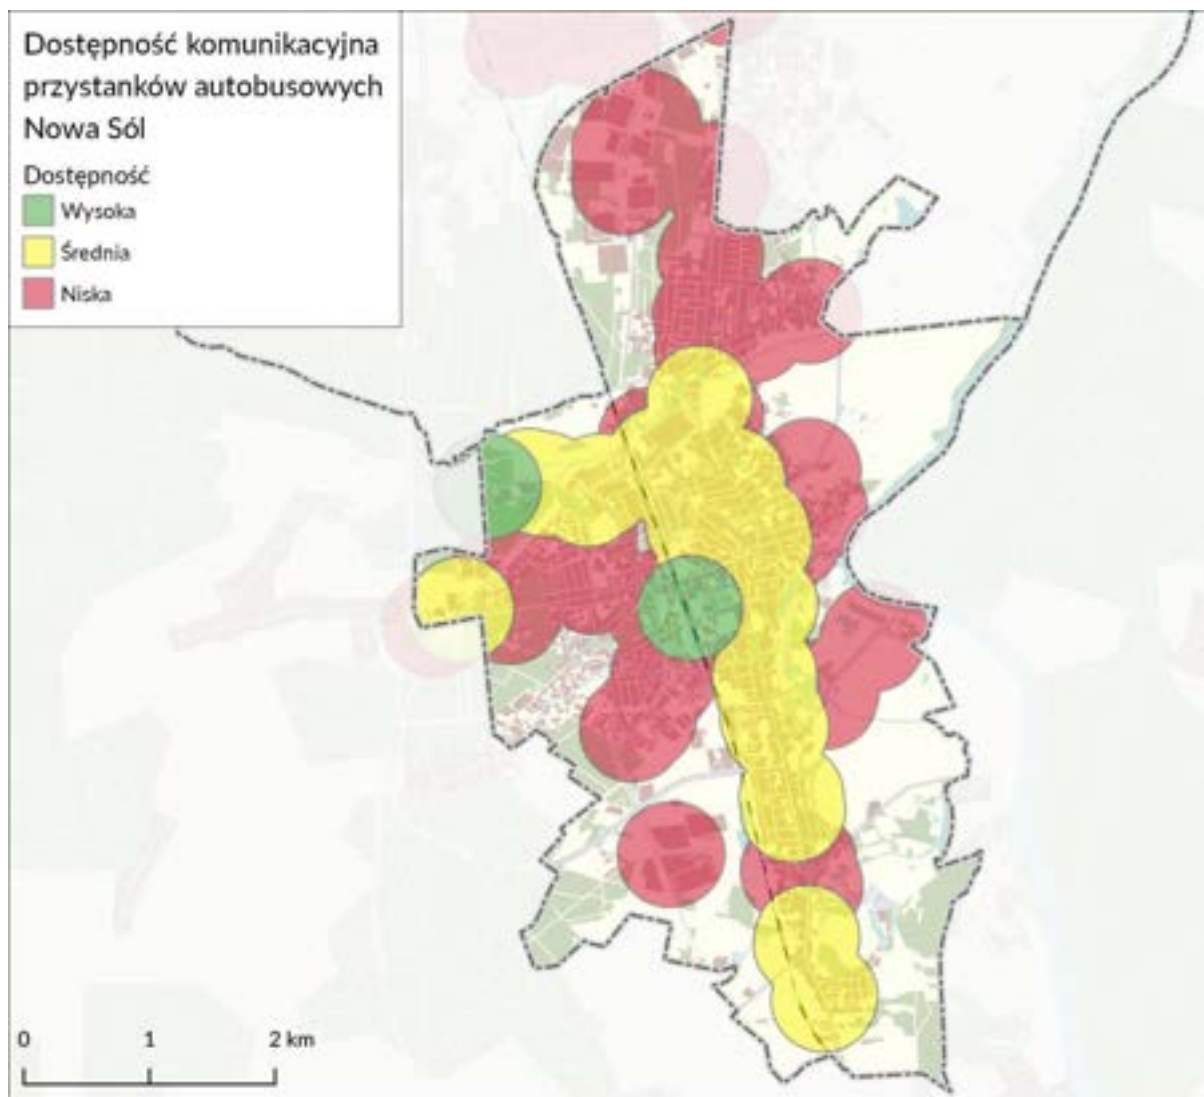 Dostępność komunikacyjna
przystanków autobusowych
Nowa Sól
Dostępność
Wysoka
Średnia
Niska
0 1 2 km